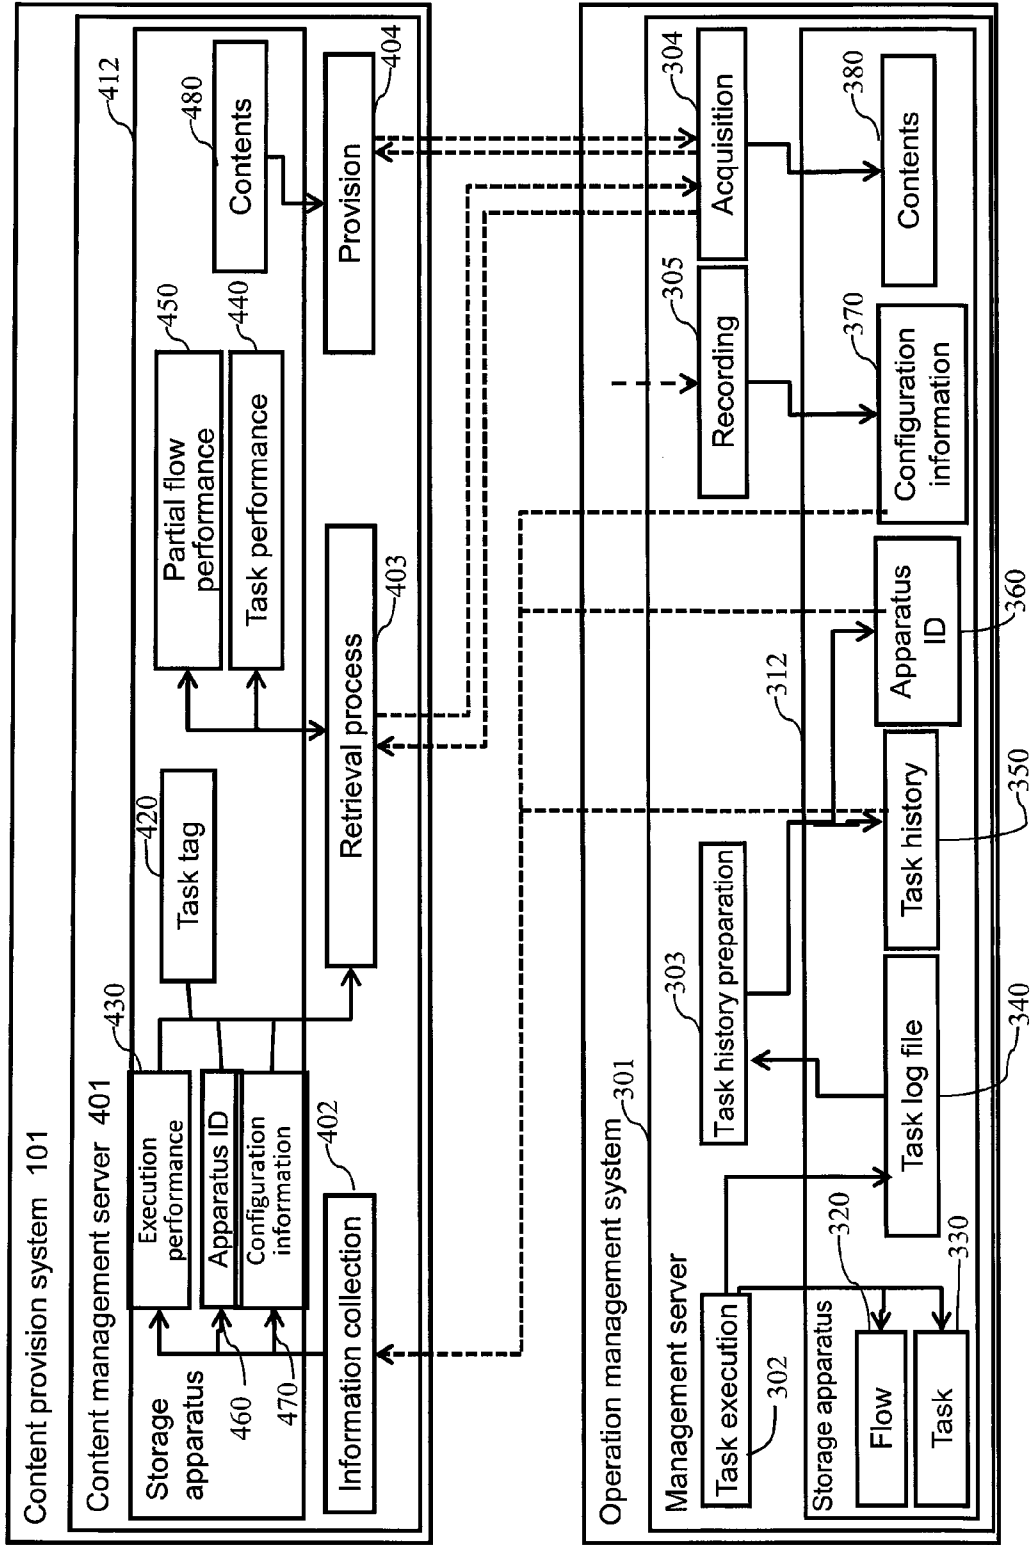 Content provision system 101
Content management server 401
412
Storage
apparatus
Execution
performance
430
Apparatus ID
460
Configuration
information
470
Task tag
420
Partial flow
performance
450
Task performance
440
Contents
480
Information collection
402
Retrieval process
403
Provision
404
Operation management system
301
Management server
Task execution
302
Task history preparation
303
Recording
305
Acquisition
304
312
Storage apparatus
Flow
320
Task
330
Task log file
340
Task history
350
Apparatus
ID
360
Configuration
information
370
Contents
380